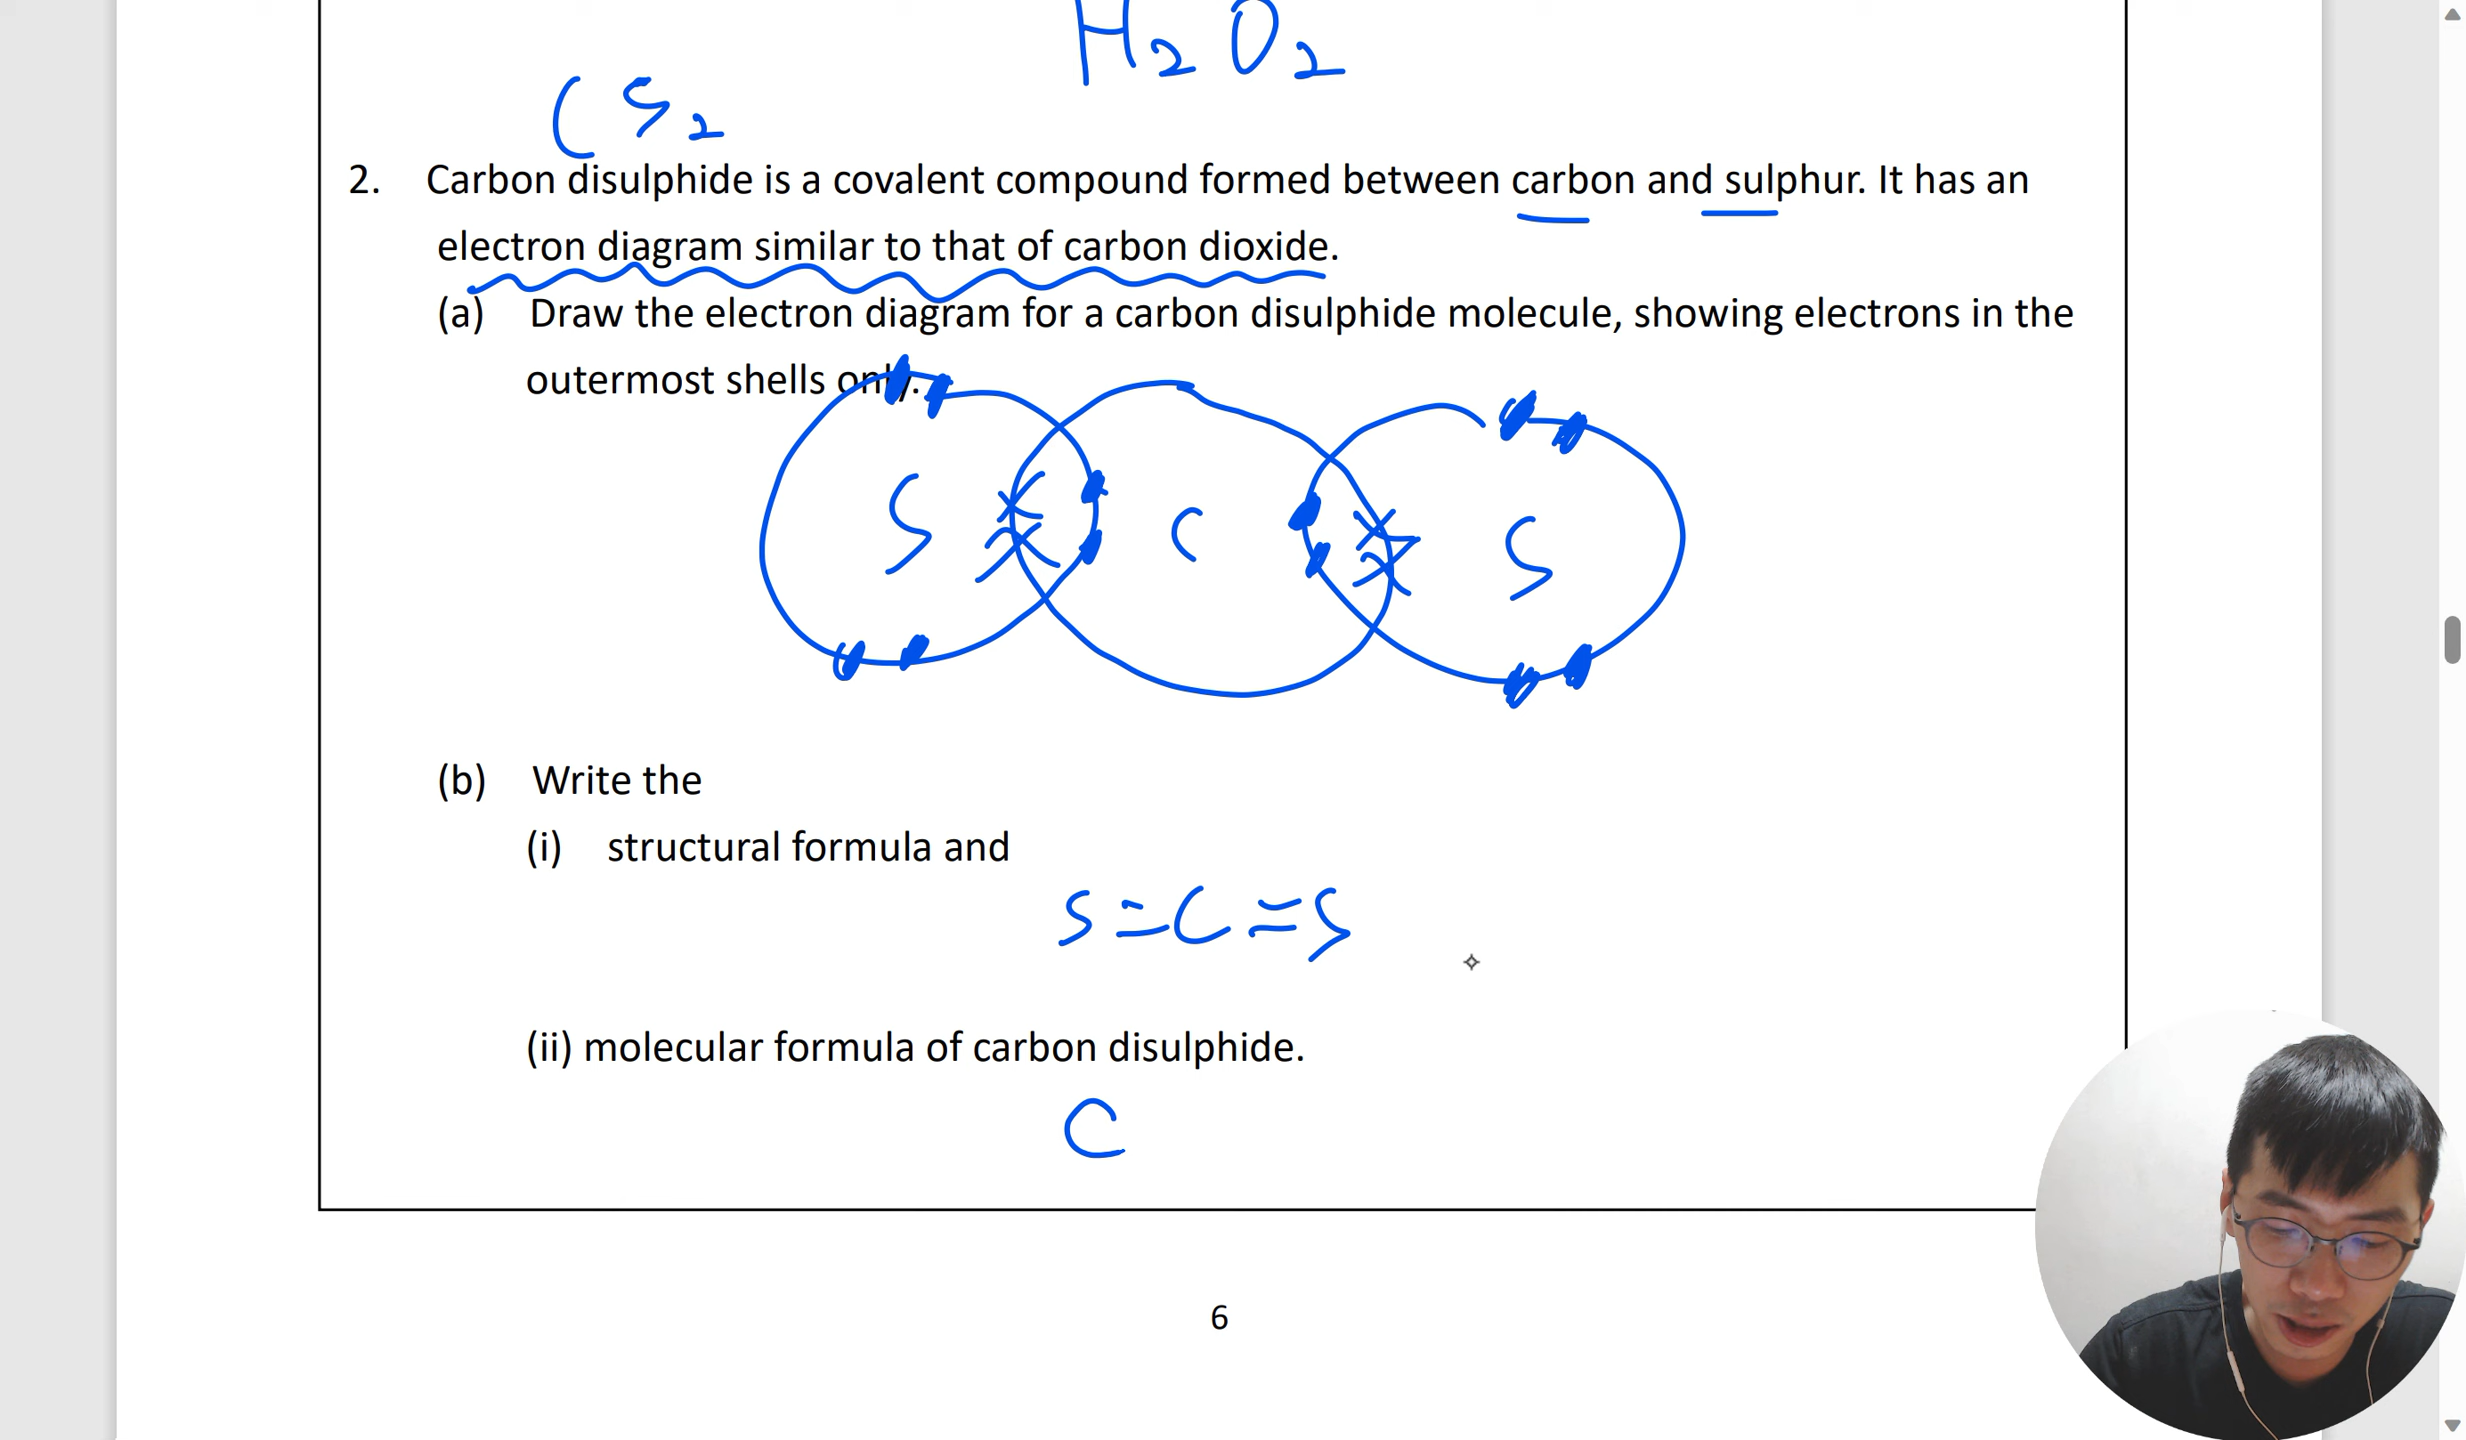 H₂O₂
CS₂
2. Carbon disulphide is a covalent compound formed between carbon and sulphur. It has an
electron diagram similar to that of carbon dioxide.
(a) Draw the electron diagram for a carbon disulphide molecule, showing electrons in the
outermost shells only.
S C S
(b) Write the
(i) structural formula and
S=C=S
(ii) molecular formula of carbon disulphide.
C
6